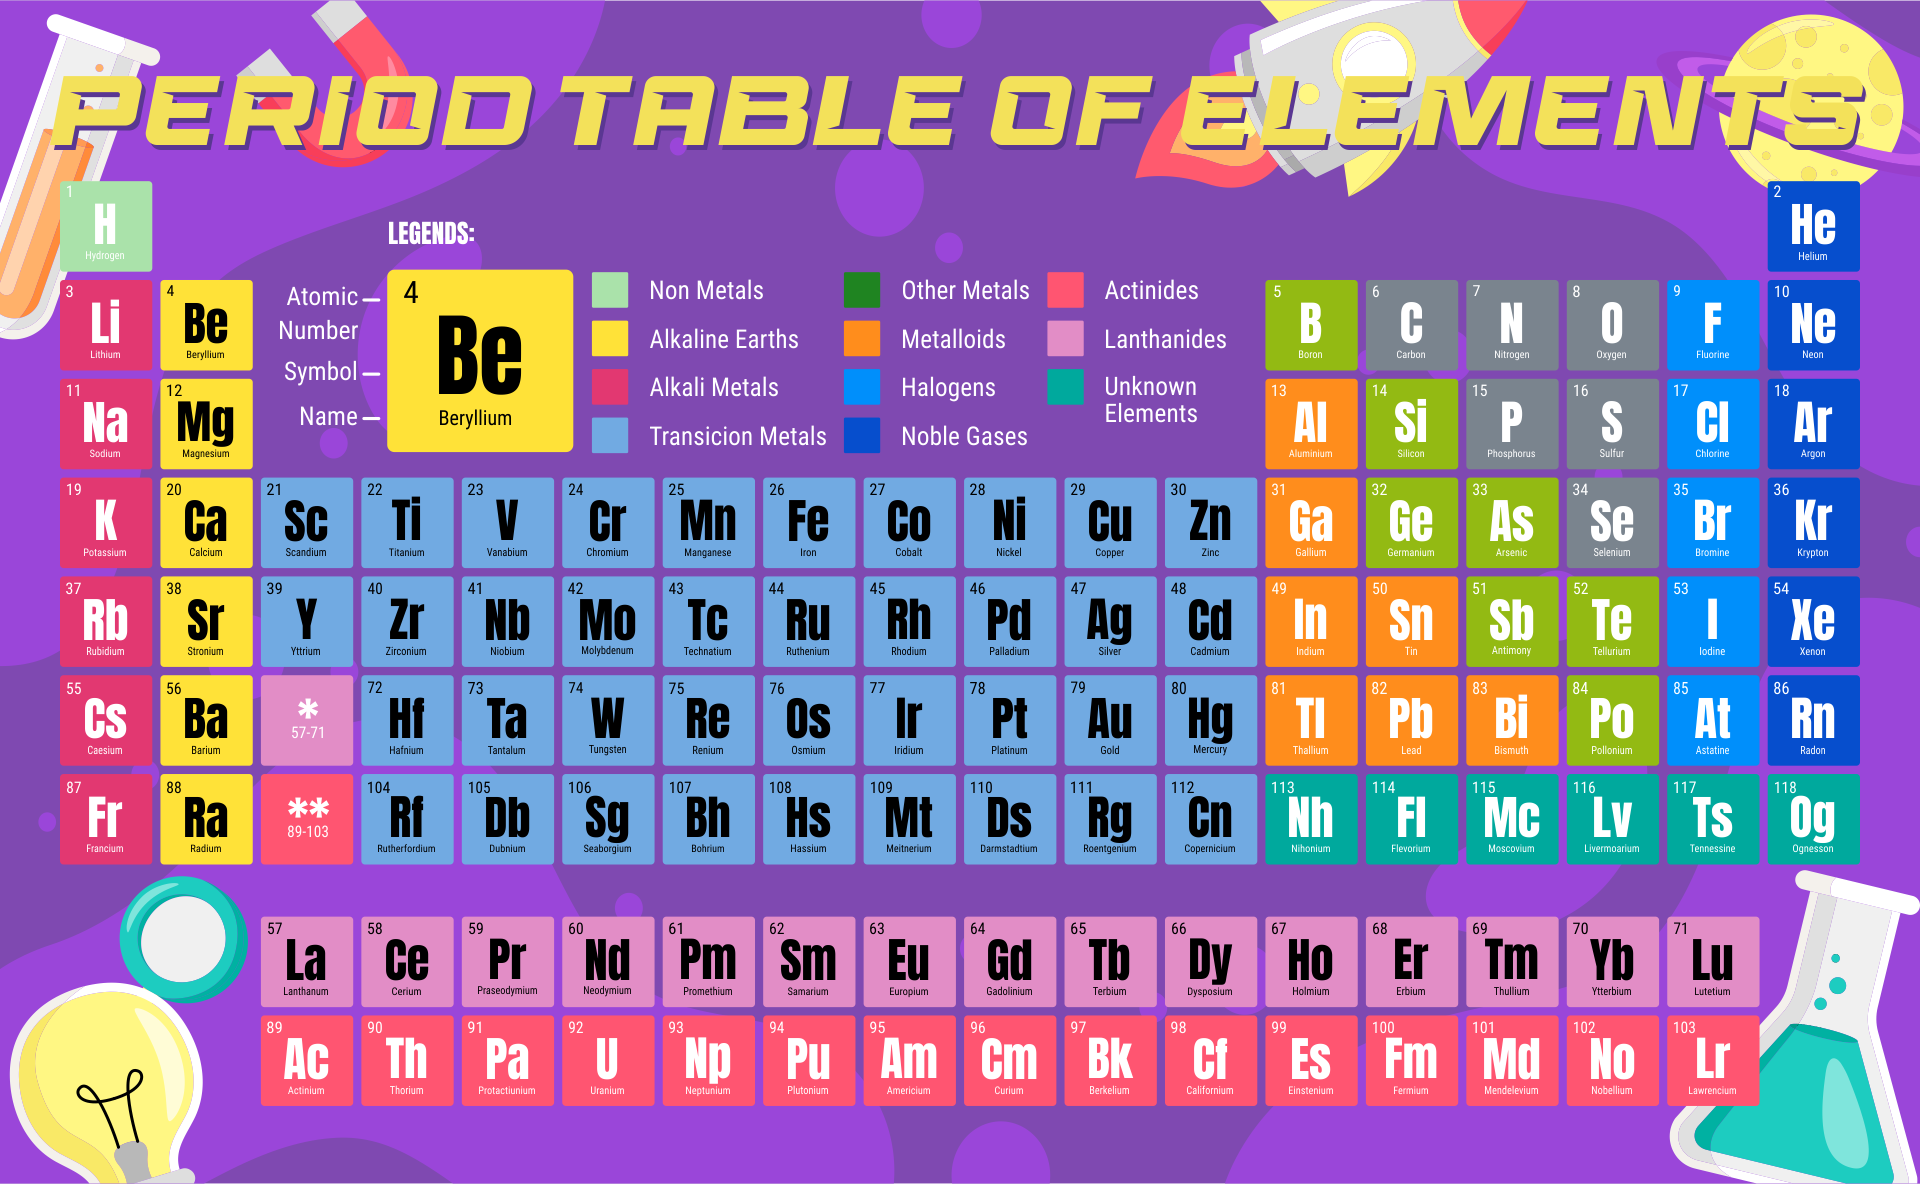 PERIOD TABLE OF ELEMENTS
1 H Hydrogen
2 He Helium
LEGENDS:
Atomic Number
Symbol
Name
4 Be Beryllium
Non Metals
Alkaline Earths
Alkali Metals
Transicion Metals
Other Metals
Metalloids
Halogens
Noble Gases
Actinides
Lanthanides
Unknown
Elements
3 Li Lithium
4 Be Beryllium
5 B Boron
6 C Carbon
7 N Nitrogen
8 O Oxygen
9 F Fluorine
10 Ne Neon
11 Na Sodium
12 Mg Magnesium
13 Al Aluminium
14 Si Silicon
15 P Phosphorus
16 S Sulfur
17 Cl Chlorine
18 Ar Argon
19 K Potassium
20 Ca Calcium
21 Sc Scandium
22 Ti Titanium
23 V Vanabium
24 Cr Chromium
25 Mn Manganese
26 Fe Iron
27 Co Cobalt
28 Ni Nickel
29 Cu Copper
30 Zn Zinc
31 Ga Gallium
32 Ge Germanium
33 As Arsenic
34 Se Selenium
35 Br Bromine
36 Kr Krypton
37 Rb Rubidium
38 Sr Stronium
39 Y Yttrium
40 Zr Zirconium
41 Nb Niobium
42 Mo Molybdenum
43 Tc Technatium
44 Ru Ruthenium
45 Rh Rhodium
46 Pd Palladium
47 Ag Silver
48 Cd Cadmium
49 In Indium
50 Sn Tin
51 Sb Antimony
52 Te Tellurium
53 I Iodine
54 Xe Xenon
55 Cs Caesium
56 Ba Barium
* 57-71
72 Hf Hafnium
73 Ta Tantalum
74 W Tungsten
75 Re Renium
76 Os Osmium
77 Ir Iridium
78 Pt Platinum
79 Au Gold
80 Hg Mercury
81 Tl Thallium
82 Pb Lead
83 Bi Bismuth
84 Po Pollonium
85 At Astatine
86 Rn Radon
87 Fr Francium
88 Ra Radium
** 89-103
104 Rf Rutherfordium
105 Db Dubnium
106 Sg Seaborgium
107 Bh Bohrium
108 Hs Hassium
109 Mt Meitnerium
110 Ds Darmstadtium
111 Rg Roentgenium
112 Cn Copernicium
113 Nh Nihonium
114 Fl Flevorium
115 Mc Moscovium
116 Lv Livermoarium
117 Ts Tennessine
118 Og Ognesson
57 La Lanthanum
58 Ce Cerium
59 Pr Praseodymium
60 Nd Neodymium
61 Pm Promethium
62 Sm Samarium
63 Eu Europium
64 Gd Gadolinium
65 Tb Terbium
66 Dy Dysposium
67 Ho Holmium
68 Er Erbium
69 Tm Thullium
70 Yb Ytterbium
71 Lu Lutetium
89 Ac Actinium
90 Th Thorium
91 Pa Protactiunium
92 U Uranium
93 Np Neptunium
94 Pu Plutonium
95 Am Americium
96 Cm Curium
97 Bk Berkelium
98 Cf Californium
99 Es Einstenium
100 Fm Fermium
101 Md Mendelevium
102 No Nobellium
103 Lr Lawrencium